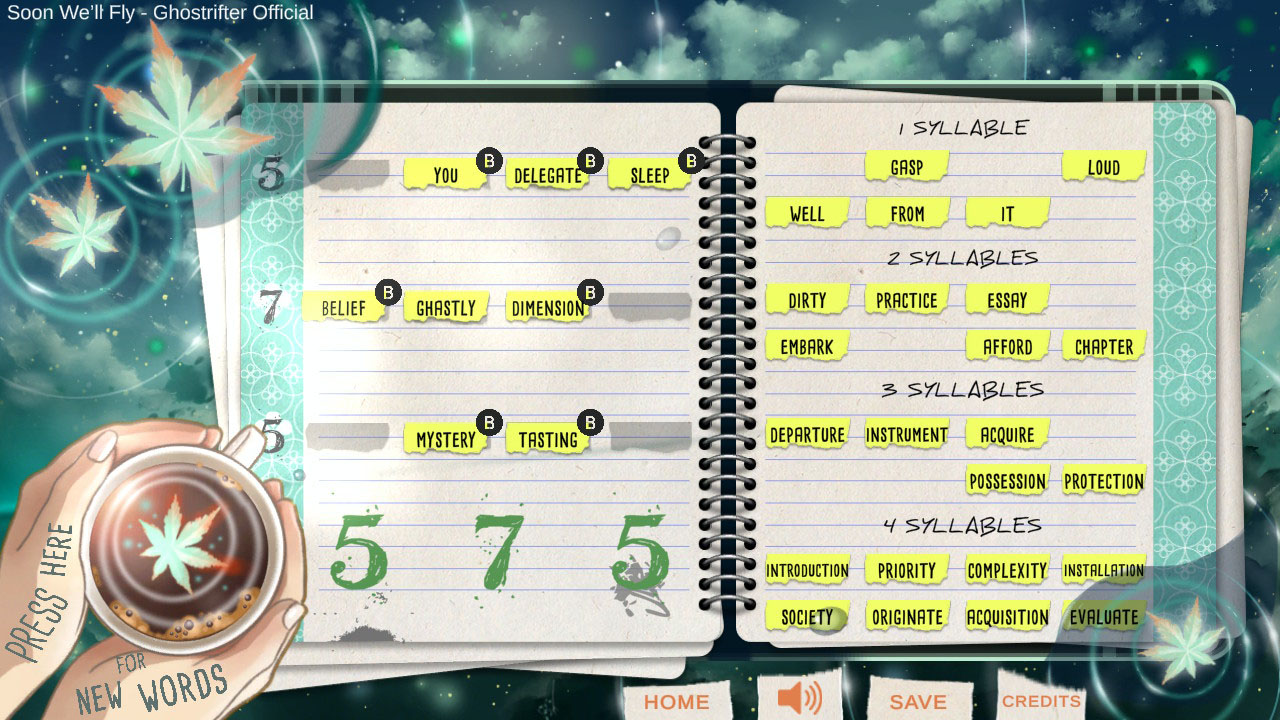 Soon We'll Fly - Ghostrifter Official
5 YOU B DELEGATE B SLEEP B
7 BELIEF B GHASTLY DIMENSION B
5 MYSTERY B TASTING B
5 7 5
PRESS HERE
FOR
NEW WORDS
1 SYLLABLE
GASP LOUD
WELL FROM IT
2 SYLLABLES
DIRTY PRACTICE ESSAY
EMBARK AFFORD CHAPTER
3 SYLLABLES
DEPARTURE INSTRUMENT ACQUIRE
POSSESSION PROTECTION
4 SYLLABLES
INTRODUCTION PRIORITY COMPLEXITY INSTALLATION
SOCIETY ORIGINATE ACQUISITION EVALUATE
HOME SAVE CREDITS